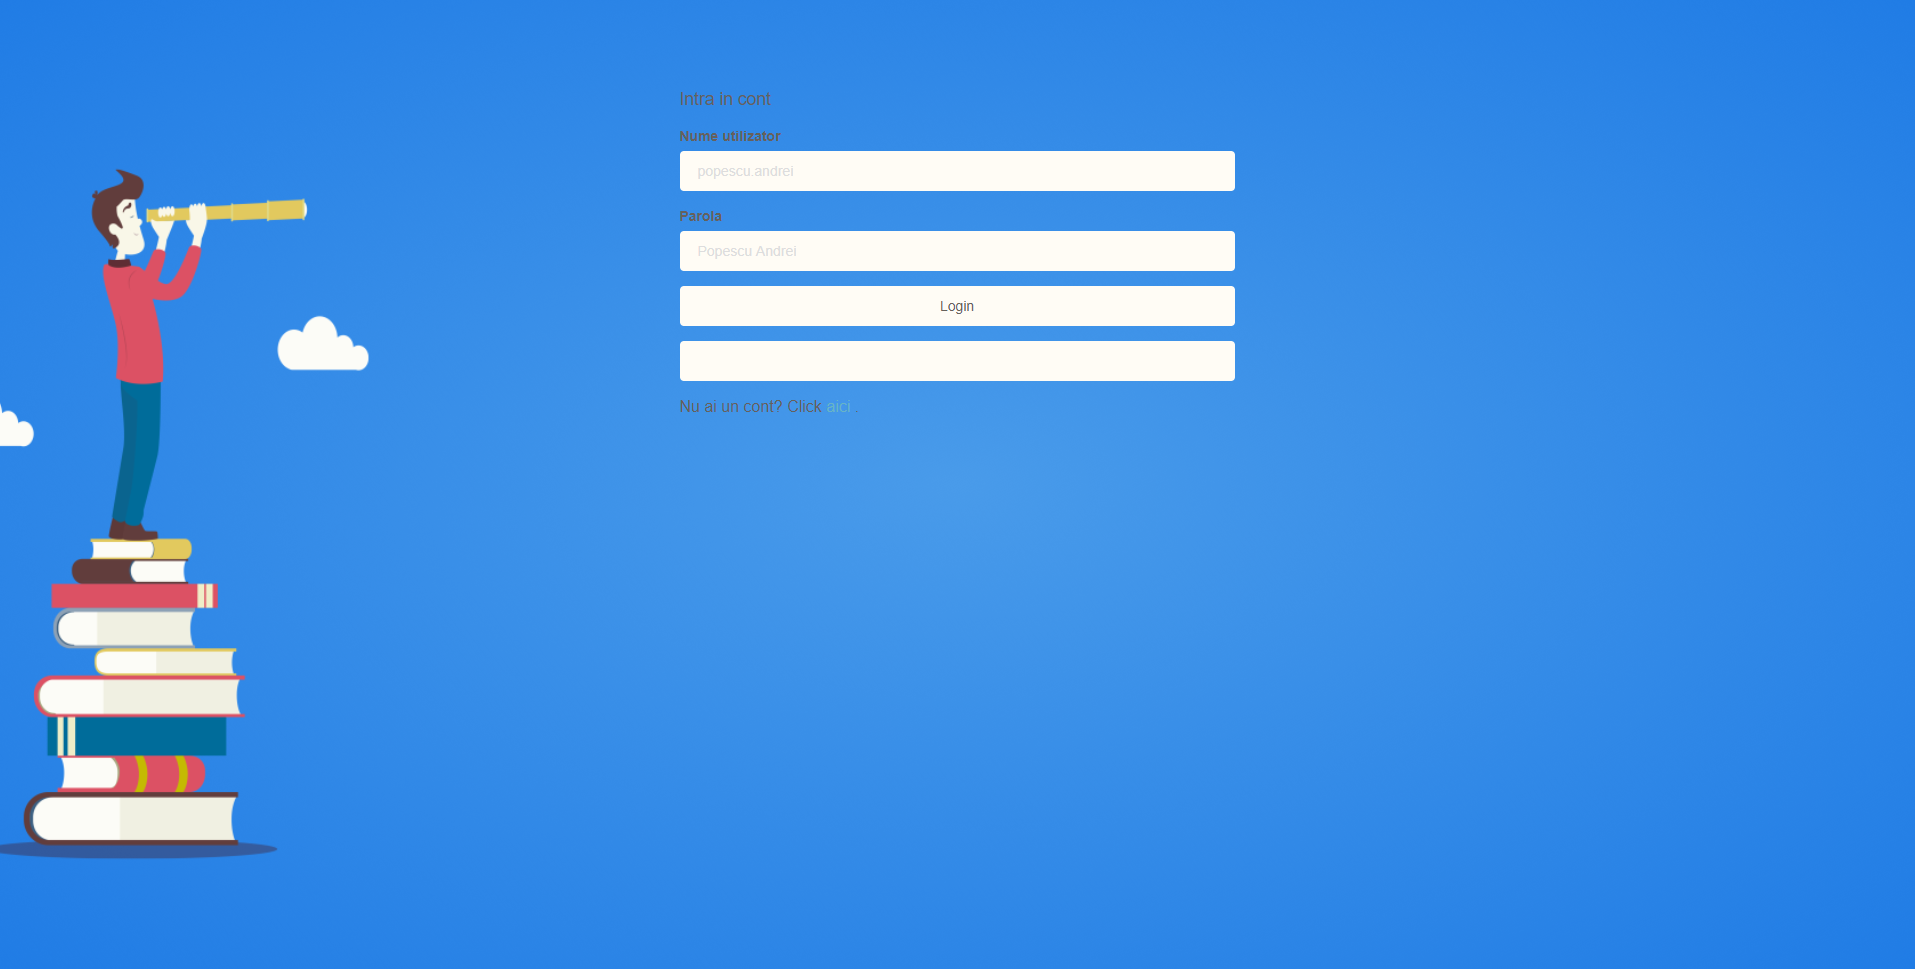 Intra in cont
Nume utilizator
popescu.andrei
Parola
Popescu Andrei
Login
Nu ai un cont? Click aici .